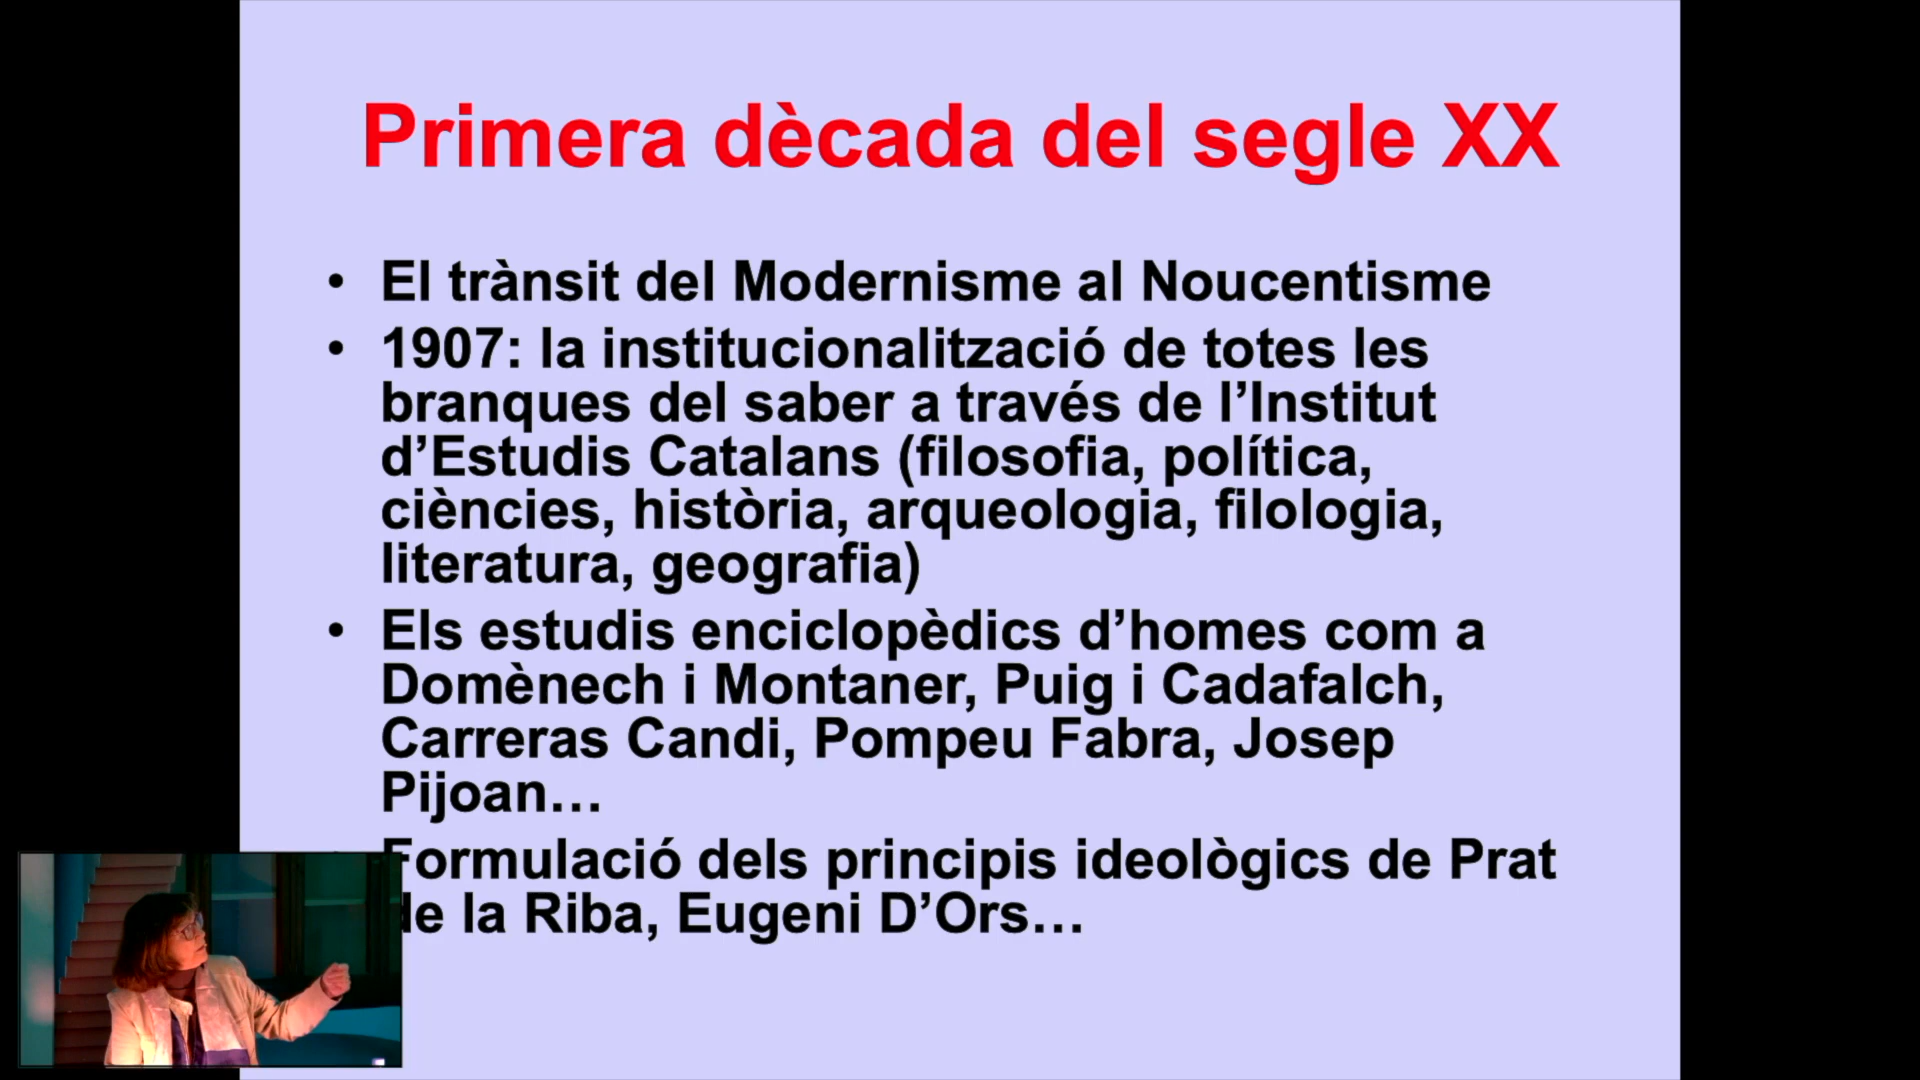 Primera dècada del segle XX
• El trànsit del Modernisme al Noucentisme
• 1907: la institucionalització de totes les
branques del saber a través de l’Institut
d’Estudis Catalans (filosofia, política,
ciències, història, arqueologia, filologia,
literatura, geografia)
• Els estudis enciclopèdics d’homes com a
Domènech i Montaner, Puig i Cadafalch,
Carreras Candi, Pompeu Fabra, Josep
Pijoan…
Formulació dels principis ideològics de Prat
de la Riba, Eugeni D’Ors…